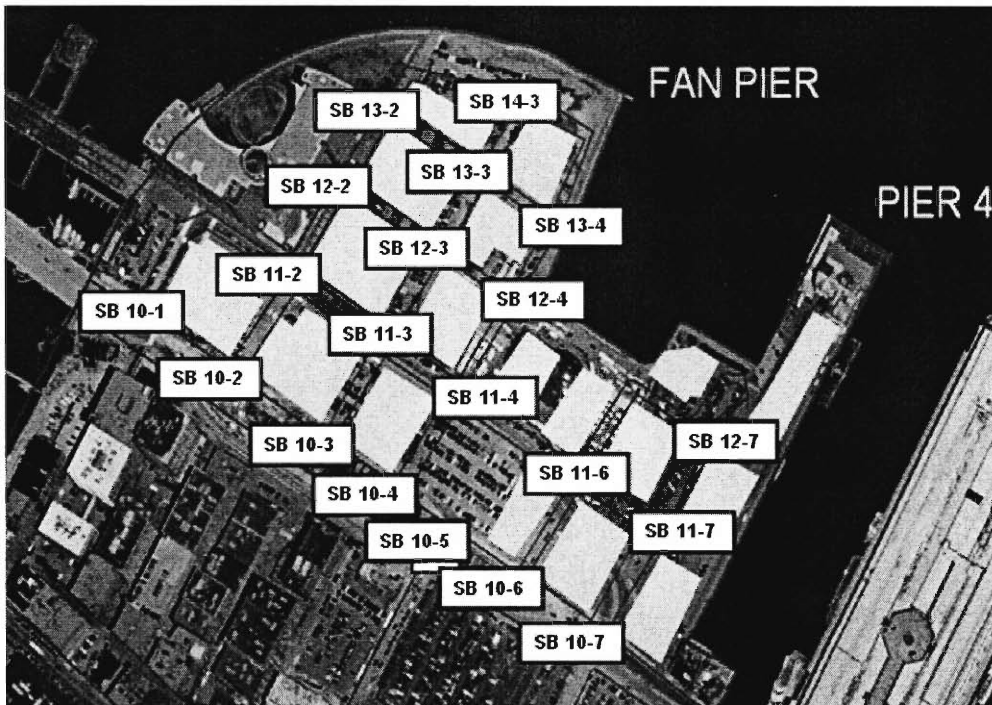 FAN PIER
SB 14-3
SB 13-2
SB 13-3
SB 12-2
PIER 4
SB 13-4
SB 12-3
SB 11-2
SB 12-4
SB 10-1
SB 11-3
SB 10-2
SB 11-4
SB 12-7
SB 10-3
SB 11-6
SB 10-4
SB 11-7
SB 10-5
SB 10-6
SB 10-7